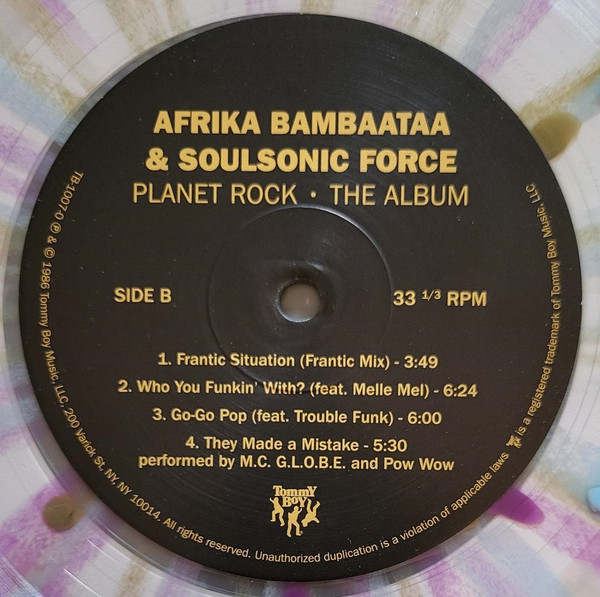 AFRIKA BAMBAATAA
& SOULSONIC FORCE
PLANET ROCK • THE ALBUM
SIDE B
33 1/3 RPM
1. Frantic Situation (Frantic Mix) - 3:49
2. Who You Funkin' With? (feat. Melle Mel) - 6:24
3. Go-Go Pop (feat. Trouble Funk) - 6:00
4. They Made a Mistake - 5:30
performed by M.C. G.L.O.B.E. and Pow Wow
Tommy
Boy
TB-1007-0 ℗ & © 1986 Tommy Boy Music, LLC, 200 Varick St., NY, NY 10014. All rights reserved. Unauthorized duplication is a violation of applicable laws is a registered trademark of Tommy Boy Music, LLC